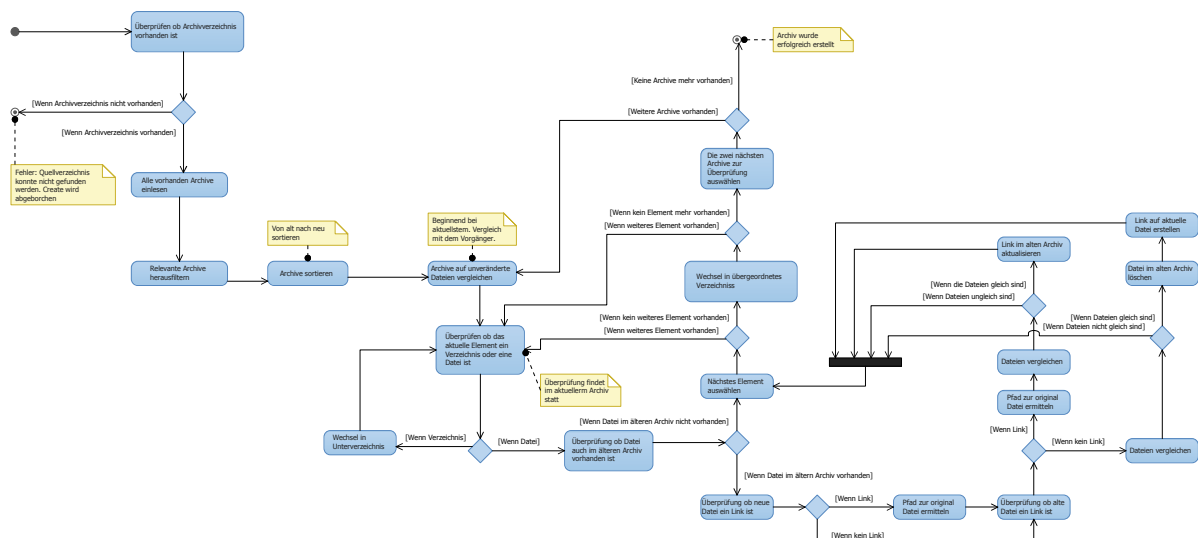 Überprüfen ob Archivverzeichnis
vorhanden ist
[Wenn Archivverzeichnis nicht vorhanden]
[Wenn Archivverzeichnis vorhanden]
Fehler: Quellverzeichnis
konnte nicht gefunden
werden. Create wird
abgeborchen
Alle vorhanden Archive
einlesen
Relevante Archive
herausfiltern
Von alt nach neu
sortieren
Archive sortieren
Beginnend bei
aktuellstem. Vergleich
mit dem Vorgänger.
Archive auf unveränderte
Dateien vergleichen
Überprüfen ob das
aktuelle Element ein
Verzeichnis oder eine
Datei ist
Überprüfung findet
im aktuellerm Archiv
statt
Wechsel in
Unterverzeichnis
[Wenn Verzeichnis]
[Wenn Datei]
Überprüfung ob Datei
auch im älteren Archiv
vorhanden ist
[Wenn Datei im älteren Archiv nicht vorhanden]
[Wenn Datei im ältern Archiv vorhanden]
Archiv wurde
erfolgreich erstellt
[Keine Archive mehr vorhanden]
[Weitere Archive vorhanden]
Die zwei nächsten
Archive zur
Überprüfung
auswählen
[Wenn kein Element mehr vorhanden]
[Wenn weiteres Element vorhanden]
Wechsel in übergeordnetes
Verzeichniss
[Wenn kein weiteres Element vorhanden]
[Wenn weiteres Element vorhanden]
Nächstes Element
auswählen
Überprüfung ob neue
Datei ein Link ist
[Wenn Link]
[Wenn kein Link]
Pfad zur original
Datei ermitteln
Überprüfung ob alte
Datei ein Link ist
[Wenn Link]
[Wenn kein Link]
Pfad zur original
Datei ermitteln
Dateien vergleichen
[Wenn die Dateien gleich sind]
[Wenn Dateien ungleich sind]
Link im alten Archiv
aktualisieren
Dateien vergleichen
[Wenn Dateien gleich sind]
[Wenn Dateien nicht gleich sind]
Datei im alten Archiv
löschen
Link auf aktuelle
Datei erstellen